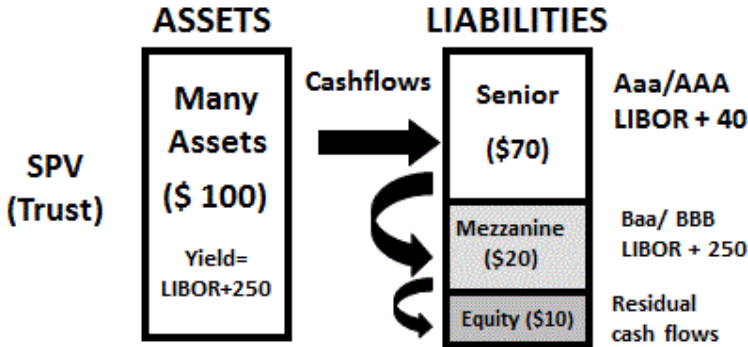 ASSETS
LIABILITIES
SPV
(Trust)
Many
Assets
($ 100)
Yield=
LIBOR+250
Cashflows
Senior
($70)
Mezzanine
($20)
Equity ($10)
Aaa/AAA
LIBOR + 40
Baa/ BBB
LIBOR + 250
Residual
cash flows